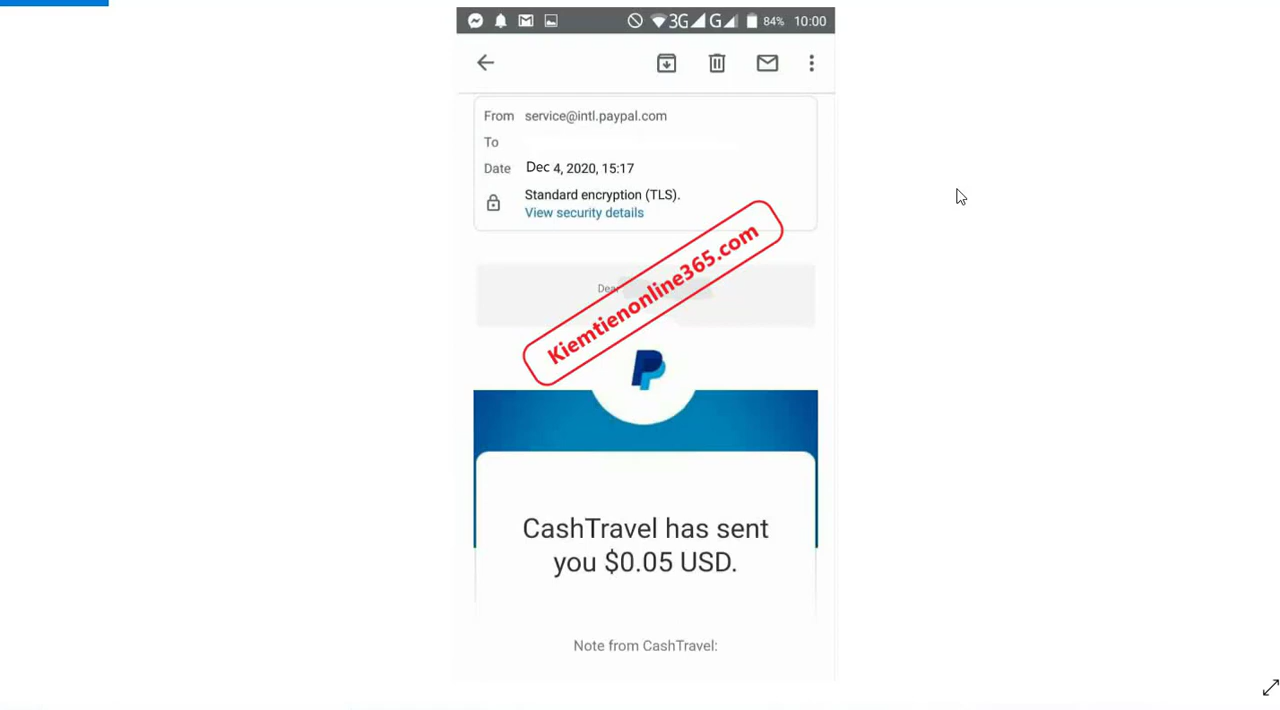 3G G 84% 10:00
From service@intl.paypal.com
To
Date Dec 4, 2020, 15:17
Standard encryption (TLS).
View security details
Kiemtienonline365.com
CashTravel has sent
you $0.05 USD.
Note from CashTravel: